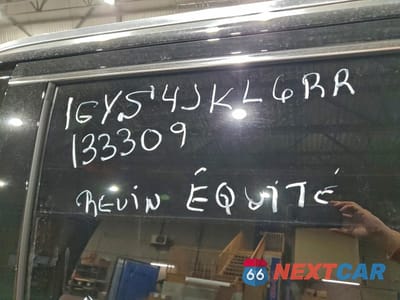 1GYS4JKL6RR
133309
REVIN ÉQUITÉ
66 NEXTCAR